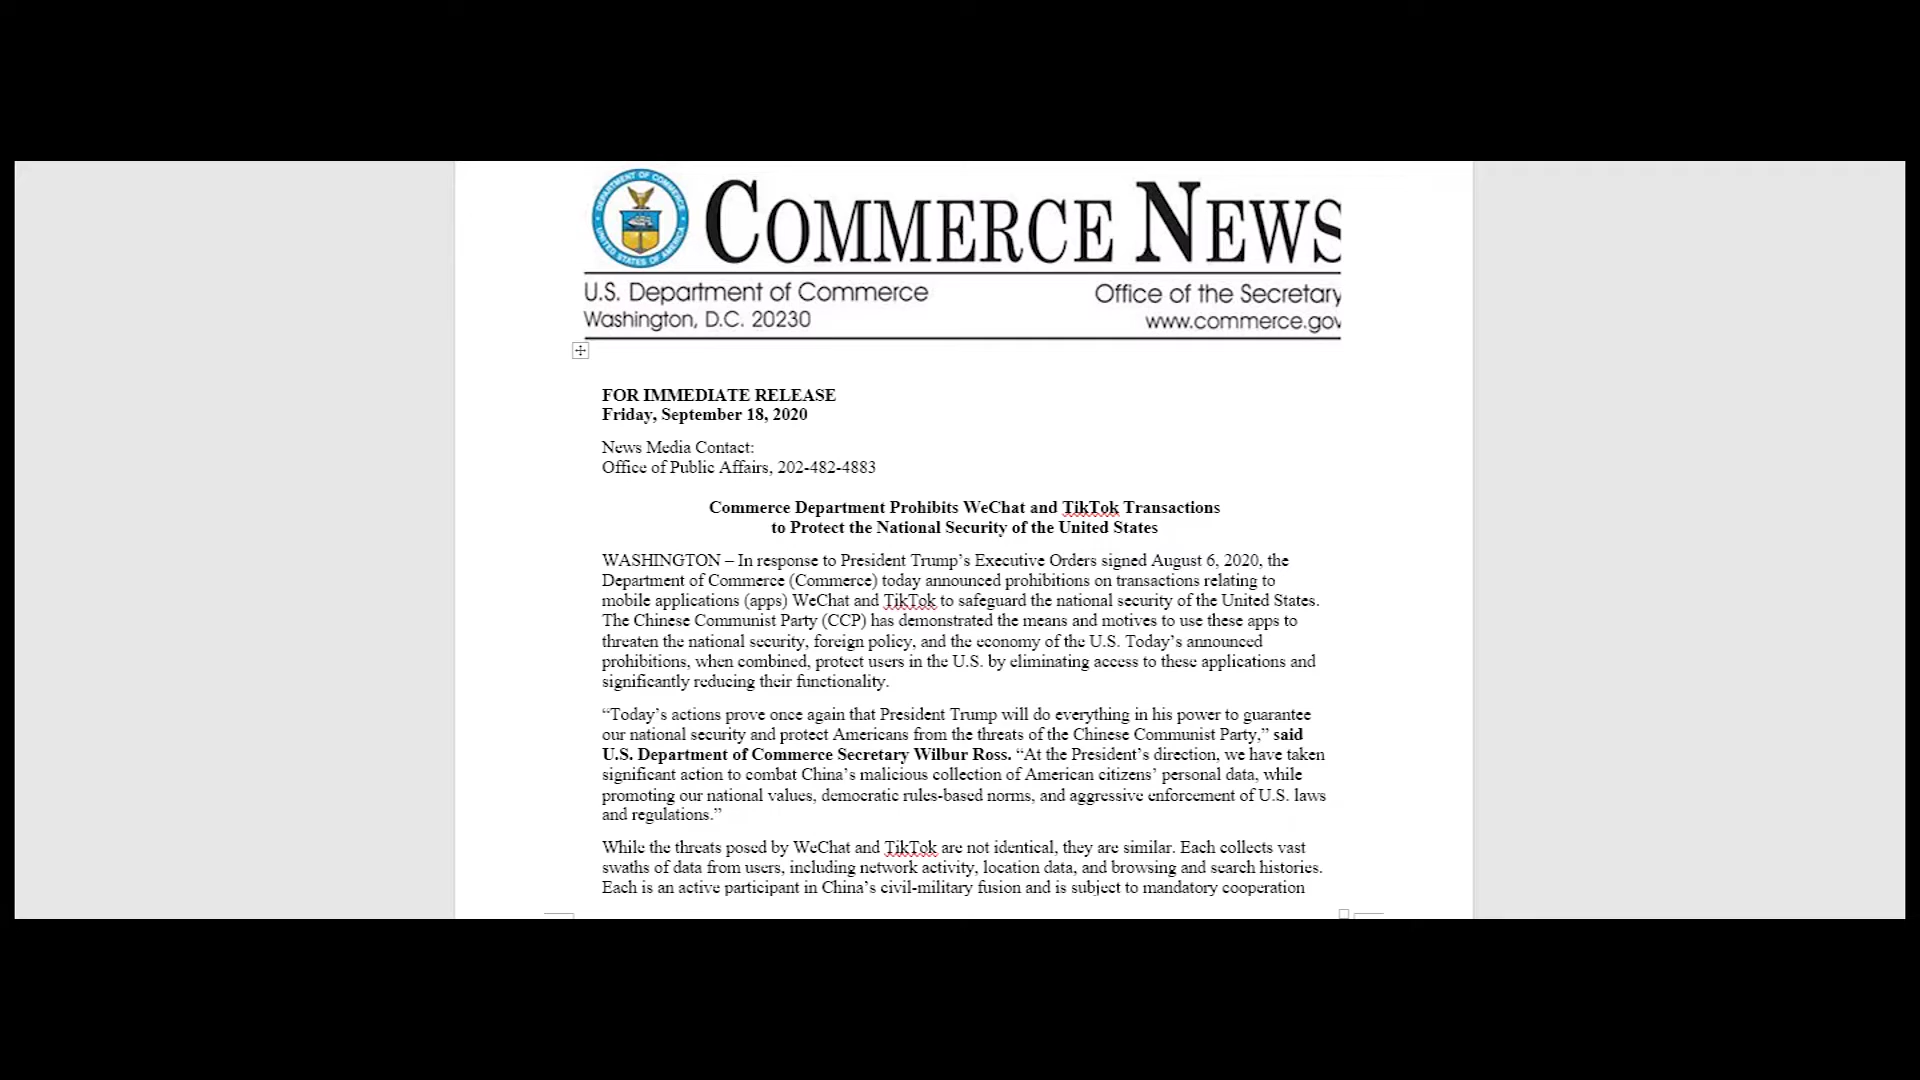 DEPARTMENT OF COMMERCE
UNITED STATES OF AMERICA
COMMERCE NEWS
U.S. Department of Commerce
Office of the Secretary
Washington, D.C. 20230
www.commerce.gov
FOR IMMEDIATE RELEASE
Friday, September 18, 2020
News Media Contact:
Office of Public Affairs, 202-482-4883
Commerce Department Prohibits WeChat and TikTok Transactions
to Protect the National Security of the United States
WASHINGTON – In response to President Trump’s Executive Orders signed August 6, 2020, the
Department of Commerce (Commerce) today announced prohibitions on transactions relating to
mobile applications (apps) WeChat and TikTok to safeguard the national security of the United States.
The Chinese Communist Party (CCP) has demonstrated the means and motives to use these apps to
threaten the national security, foreign policy, and the economy of the U.S. Today’s announced
prohibitions, when combined, protect users in the U.S. by eliminating access to these applications and
significantly reducing their functionality.
“Today’s actions prove once again that President Trump will do everything in his power to guarantee
our national security and protect Americans from the threats of the Chinese Communist Party,” said
U.S. Department of Commerce Secretary Wilbur Ross. “At the President’s direction, we have taken
significant action to combat China’s malicious collection of American citizens’ personal data, while
promoting our national values, democratic rules-based norms, and aggressive enforcement of U.S. laws
and regulations.”
While the threats posed by WeChat and TikTok are not identical, they are similar. Each collects vast
swaths of data from users, including network activity, location data, and browsing and search histories.
Each is an active participant in China’s civil-military fusion and is subject to mandatory cooperation